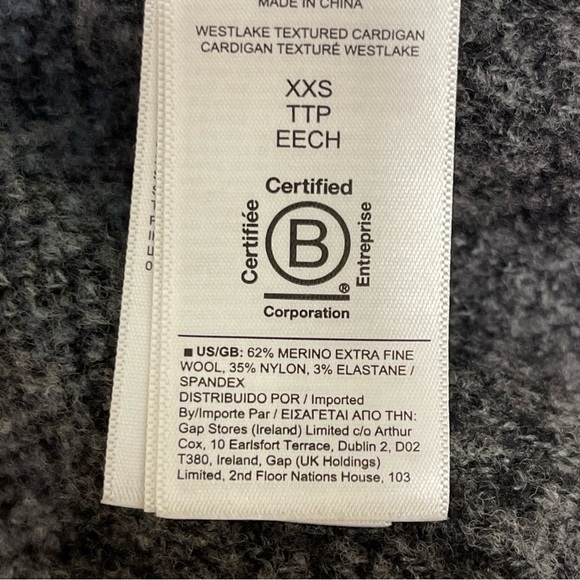 MADE IN CHINA
WESTLAKE TEXTURED CARDIGAN
CARDIGAN TEXTURÉ WESTLAKE
XXS
TTP
EECH
Certified
Certifiée
B
Entreprise
®
Corporation
■ US/GB: 62% MERINO EXTRA FINE
WOOL, 35% NYLON, 3% ELASTANE /
SPANDEX
DISTRIBUIDO POR / Imported
By/Importe Par / ΕΙΣΑΓΕΤΑΙ ΑΠΟ ΤΗΝ:
Gap Stores (Ireland) Limited c/o Arthur
Cox, 10 Earlsfort Terrace, Dublin 2, D02
T380, Ireland, Gap (UK Holdings)
Limited, 2nd Floor Nations House, 103